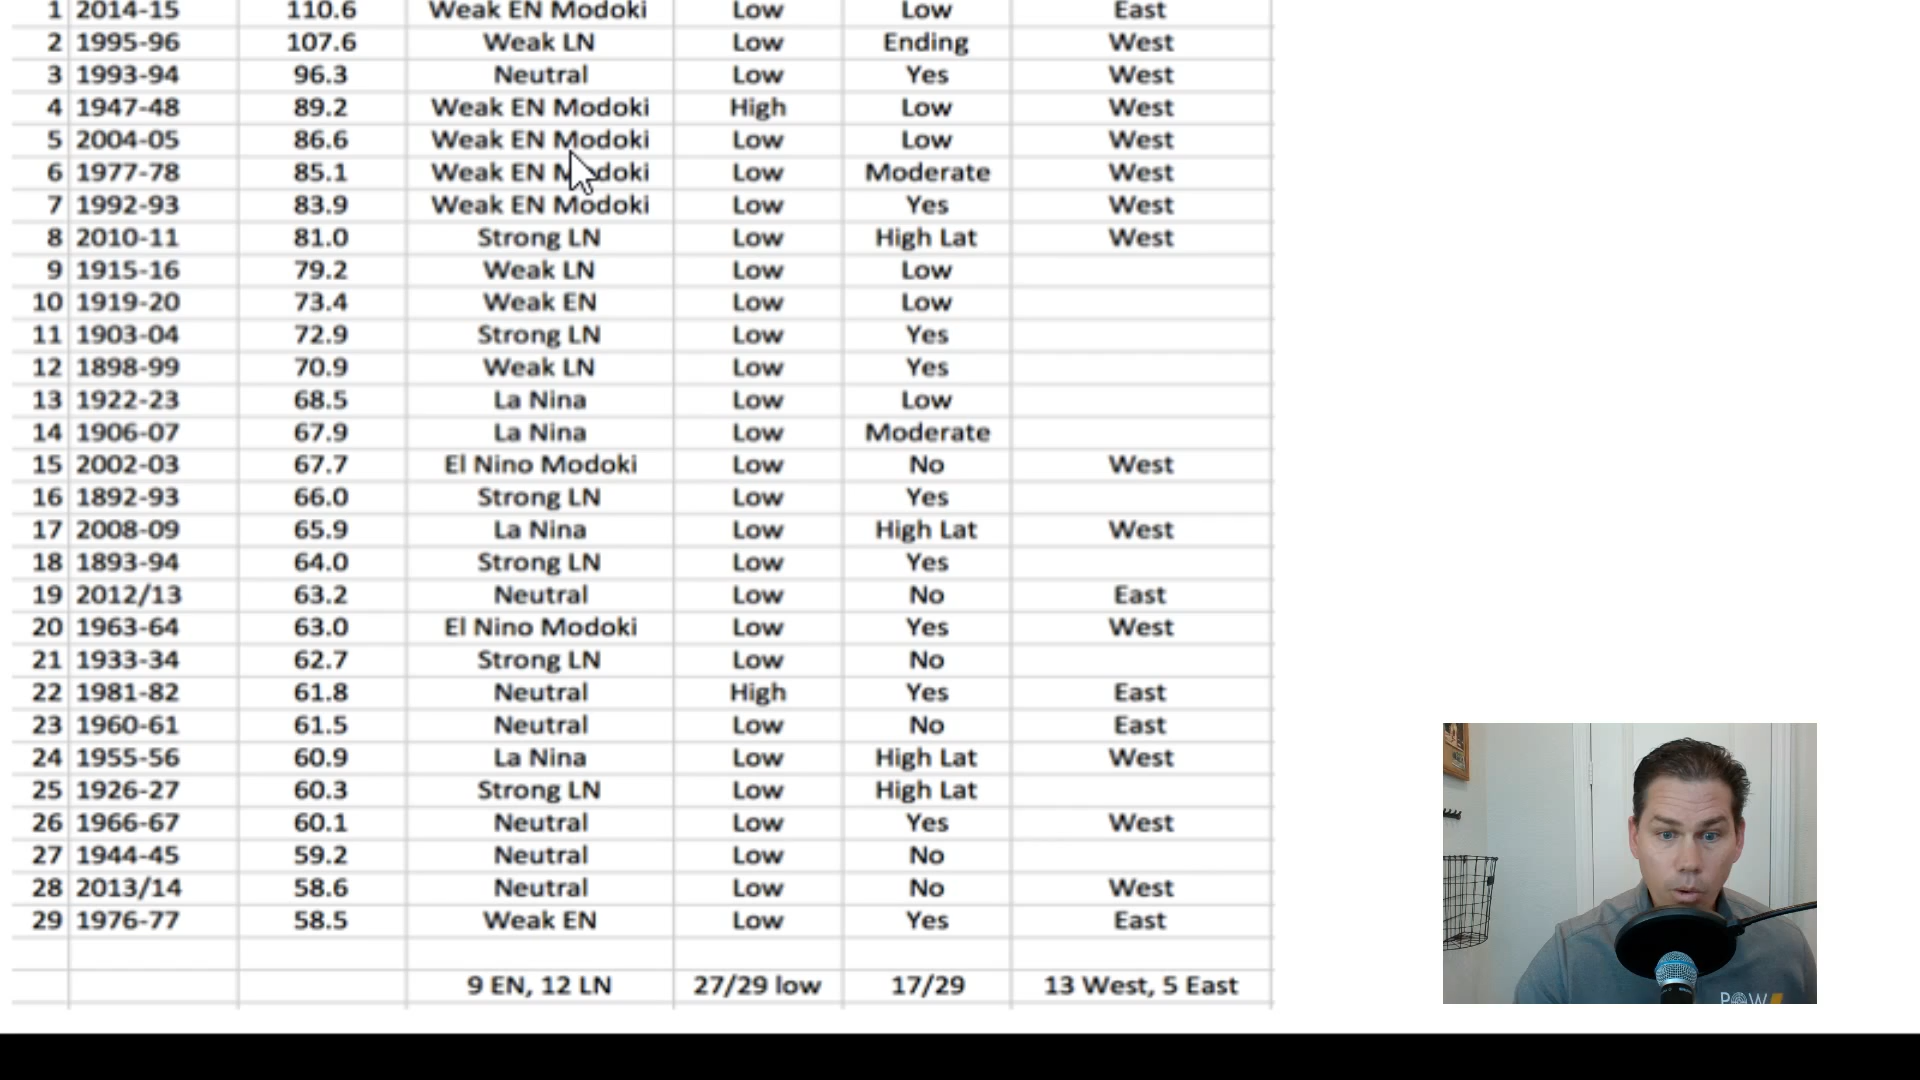 1 2014-15 110.6 Weak EN Modoki Low Low East
2 1995-96 107.6 Weak LN Low Ending West
3 1993-94 96.3 Neutral Low Yes West
4 1947-48 89.2 Weak EN Modoki High Low West
5 2004-05 86.6 Weak EN Modoki Low Low West
6 1977-78 85.1 Weak EN Modoki Low Moderate West
7 1992-93 83.9 Weak EN Modoki Low Yes West
8 2010-11 81.0 Strong LN Low High Lat West
9 1915-16 79.2 Weak LN Low Low
10 1919-20 73.4 Weak EN Low Low
11 1903-04 72.9 Strong LN Low Yes
12 1898-99 70.9 Weak LN Low Yes
13 1922-23 68.5 La Nina Low Low
14 1906-07 67.9 La Nina Low Moderate
15 2002-03 67.7 El Nino Modoki Low No West
16 1892-93 66.0 Strong LN Low Yes
17 2008-09 65.9 La Nina Low High Lat West
18 1893-94 64.0 Strong LN Low Yes
19 2012/13 63.2 Neutral Low No East
20 1963-64 63.0 El Nino Modoki Low Yes West
21 1933-34 62.7 Strong LN Low No
22 1981-82 61.8 Neutral High Yes East
23 1960-61 61.5 Neutral Low No East
24 1955-56 60.9 La Nina Low High Lat West
25 1926-27 60.3 Strong LN Low High Lat
26 1966-67 60.1 Neutral Low Yes West
27 1944-45 59.2 Neutral Low No
28 2013/14 58.6 Neutral Low No West
29 1976-77 58.5 Weak EN Low Yes East
9 EN, 12 LN 27/29 low 17/29 13 West, 5 East